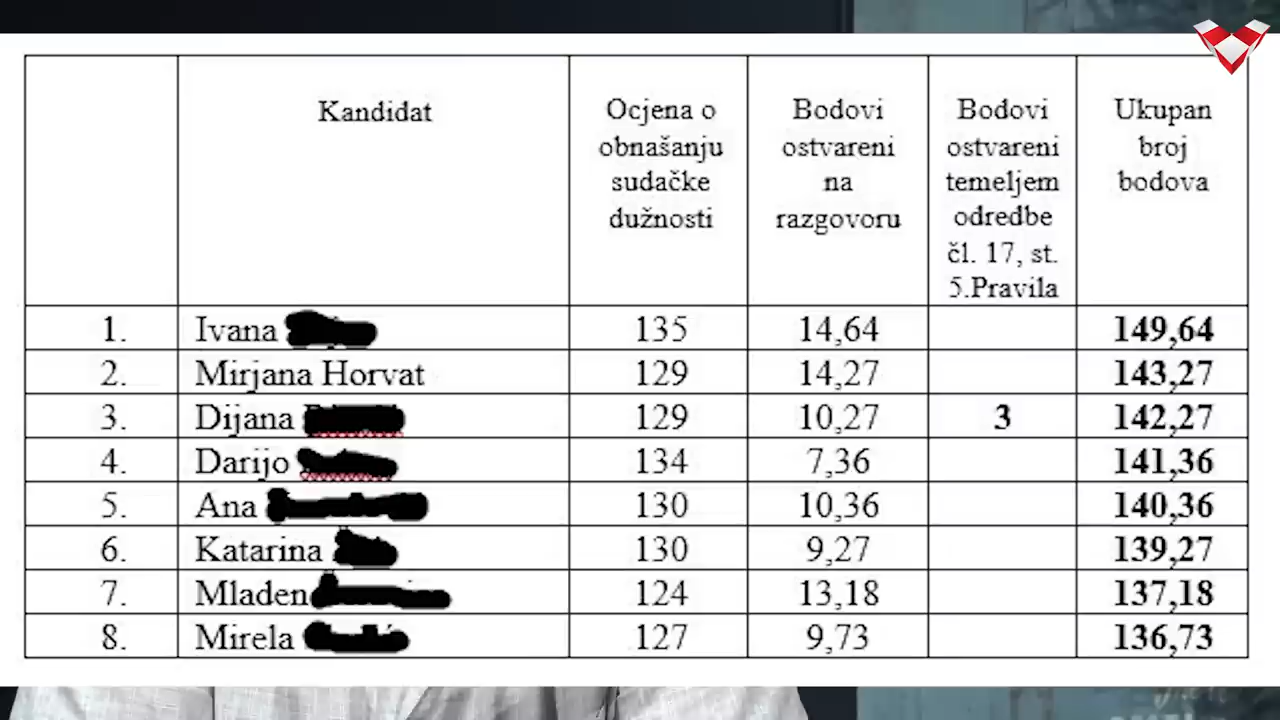 Kandidat
Ocjena o
obnašanju
sudačke
dužnosti
Bodovi
ostvareni
na
razgovoru
Bodovi
ostvareni
temeljem
odredbe
čl. 17, st.
5.Pravila
Ukupan
broj
bodova
1. Ivana 135 14,64 149,64
2. Mirjana Horvat 129 14,27 143,27
3. Dijana 129 10,27 3 142,27
4. Darijo 134 7,36 141,36
5. Ana 130 10,36 140,36
6. Katarina 130 9,27 139,27
7. Mladen 124 13,18 137,18
8. Mirela 127 9,73 136,73